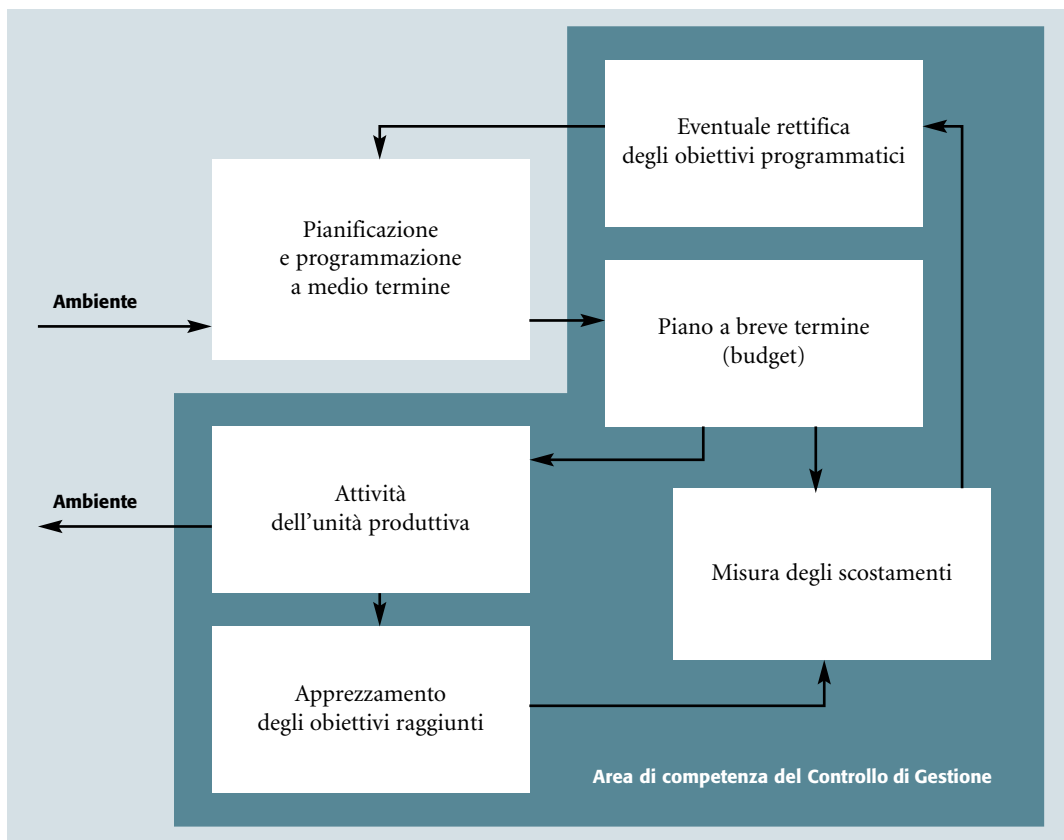 Eventuale rettifica
degli obiettivi programmatici
Pianificazione
e programmazione
a medio termine
Ambiente
Piano a breve termine
(budget)
Attività
dell’unità produttiva
Ambiente
Misura degli scostamenti
Apprezzamento
degli obiettivi raggiunti
Area di competenza del Controllo di Gestione